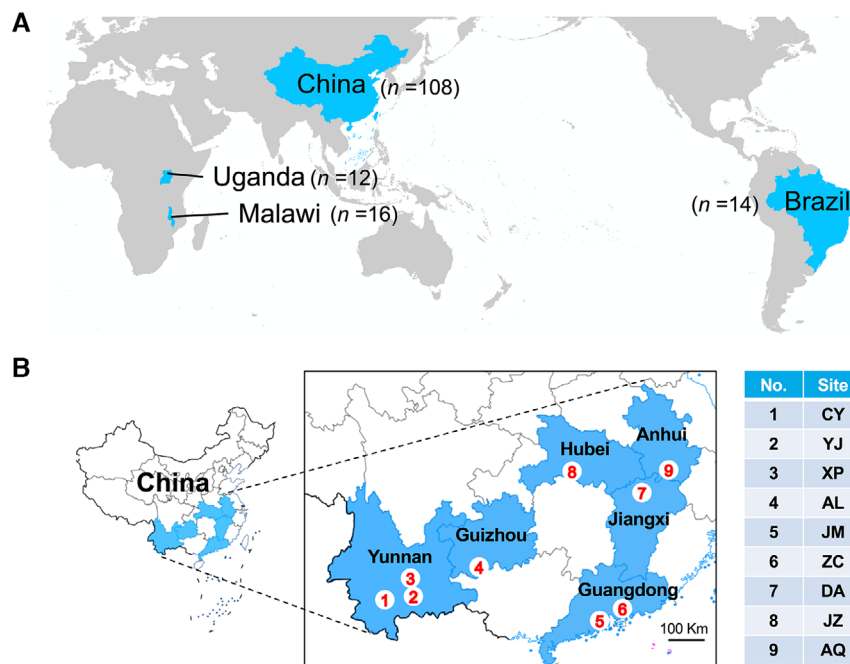 A
China (n =108)
Uganda (n =12)
Malawi (n =16)
(n =14) Brazil
B
China
Hubei
Anhui
8
9
7
Jiangxi
Yunnan
Guizhou
4
3
1
2
Guangdong
6
5
100 Km
No. Site
1 CY
2 YJ
3 XP
4 AL
5 JM
6 ZC
7 DA
8 JZ
9 AQ